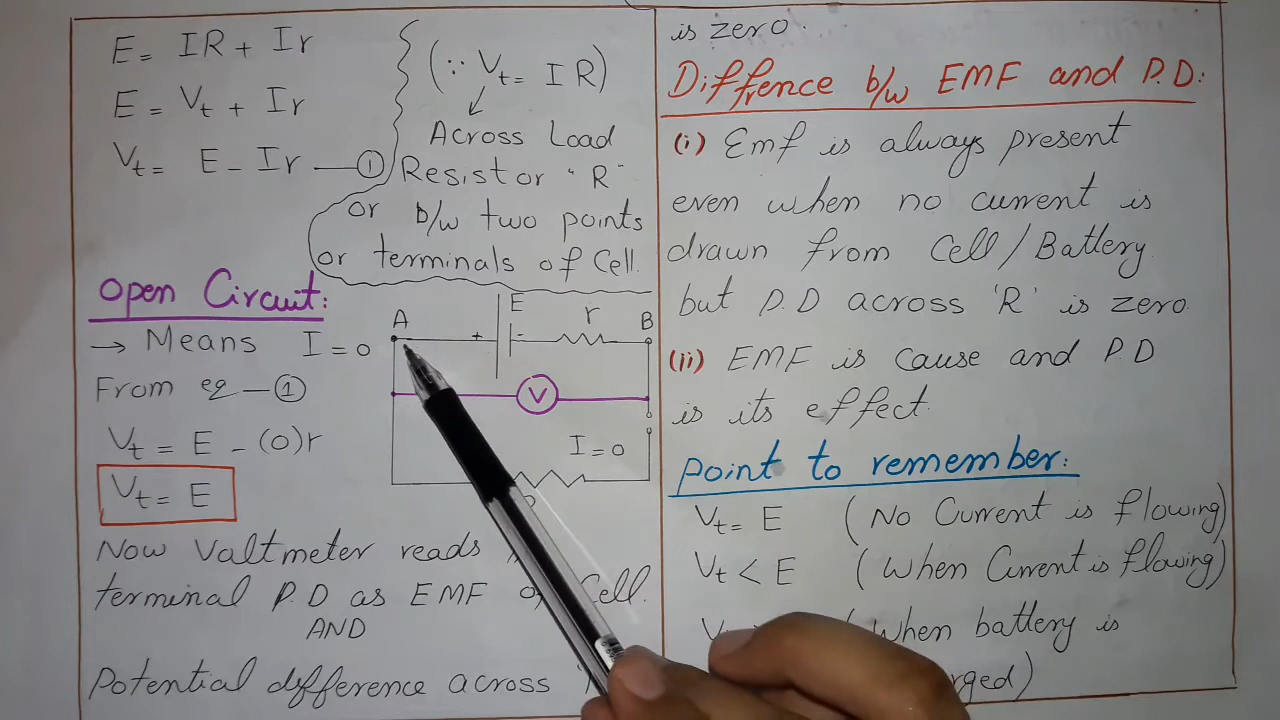 E = IR + Ir
E = Vt + Ir
Vt = E - Ir — ①
(∵ Vt = IR)
Across Load
Resistor "R"
or b/w two points
or terminals of Cell.
Open Circuit:
→ Means I = 0
From eq — ①
Vt = E - (0)r
Vt = E
A
+
E
-
r
B
V
I = 0
Now Valtmeter reads
terminal P.D as EMF of Cell.
AND
Potential difference across
is zero.
Diffrence b/w EMF and P.D:
(i) Emf is always present
even when no current is
drawn from Cell/Battery
but P.D across 'R' is zero.
(ii) EMF is cause and P.D
is its effect.
Point to remember:
Vt = E (No Current is flowing)
Vt < E (When Current is flowing)
(When battery is